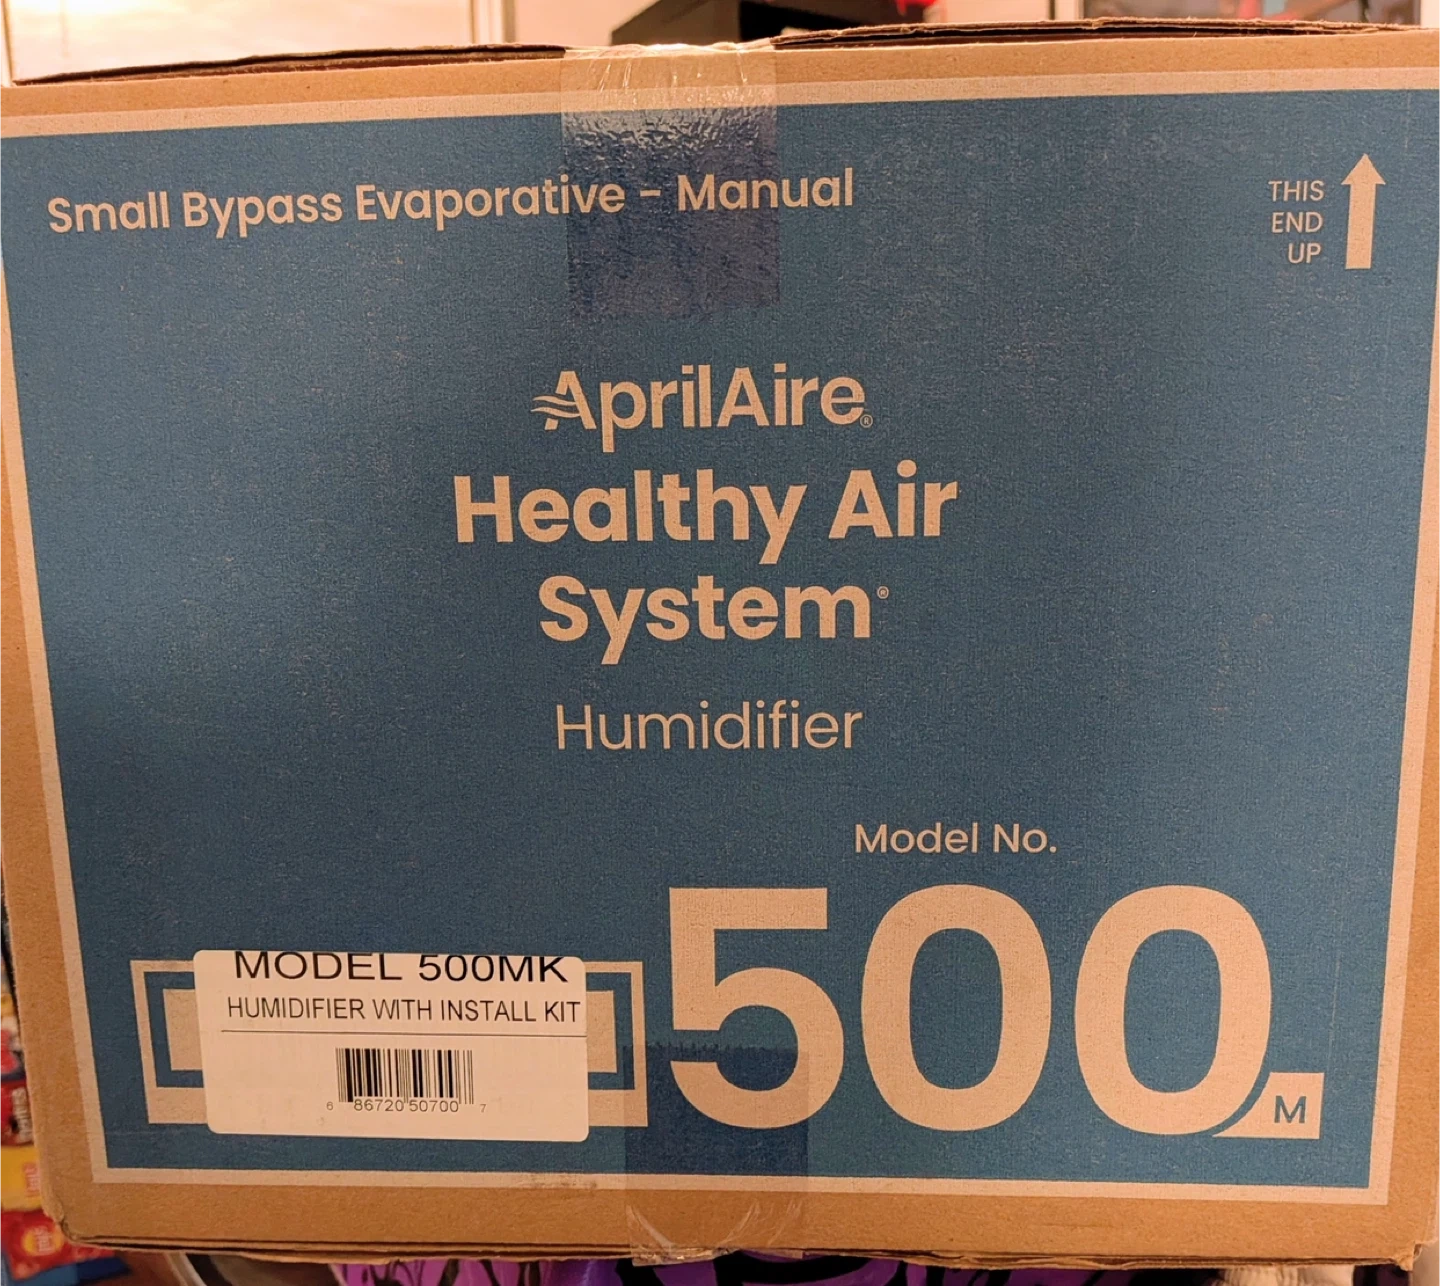 Small Bypass Evaporative - Manual
THIS
END
UP
AprilAire®
Healthy Air
System®
Humidifier
Model No.
500
M
MODEL 500MK
HUMIDIFIER WITH INSTALL KIT
6 86720 50700 7